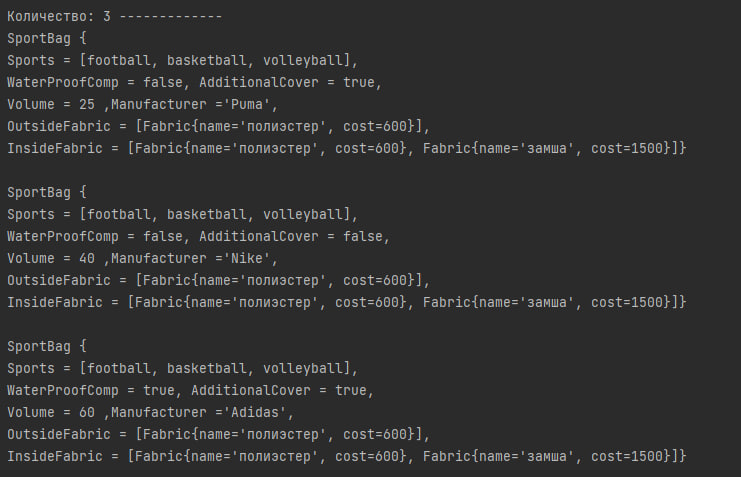 Количество: 3 -------------
SportBag {
Sports = [football, basketball, volleyball],
WaterProofComp = false, AdditionalCover = true,
Volume = 25 ,Manufacturer ='Puma',
OutsideFabric = [Fabric{name='полиэстер', cost=600}],
InsideFabric = [Fabric{name='полиэстер', cost=600}, Fabric{name='замша', cost=1500}]}

SportBag {
Sports = [football, basketball, volleyball],
WaterProofComp = false, AdditionalCover = false,
Volume = 40 ,Manufacturer ='Nike',
OutsideFabric = [Fabric{name='полиэстер', cost=600}],
InsideFabric = [Fabric{name='полиэстер', cost=600}, Fabric{name='замша', cost=1500}]}

SportBag {
Sports = [football, basketball, volleyball],
WaterProofComp = true, AdditionalCover = true,
Volume = 60 ,Manufacturer ='Adidas',
OutsideFabric = [Fabric{name='полиэстер', cost=600}],
InsideFabric = [Fabric{name='полиэстер', cost=600}, Fabric{name='замша', cost=1500}]}